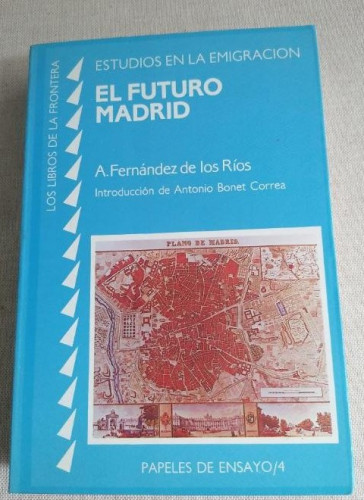 LOS LIBROS DE LA FRONTERA
ESTUDIOS EN LA EMIGRACION
EL FUTURO
MADRID
A. Fernández de los Ríos
Introducción de Antonio Bonet Correa
PLANO DE MADRID.
PAPELES DE ENSAYO/4